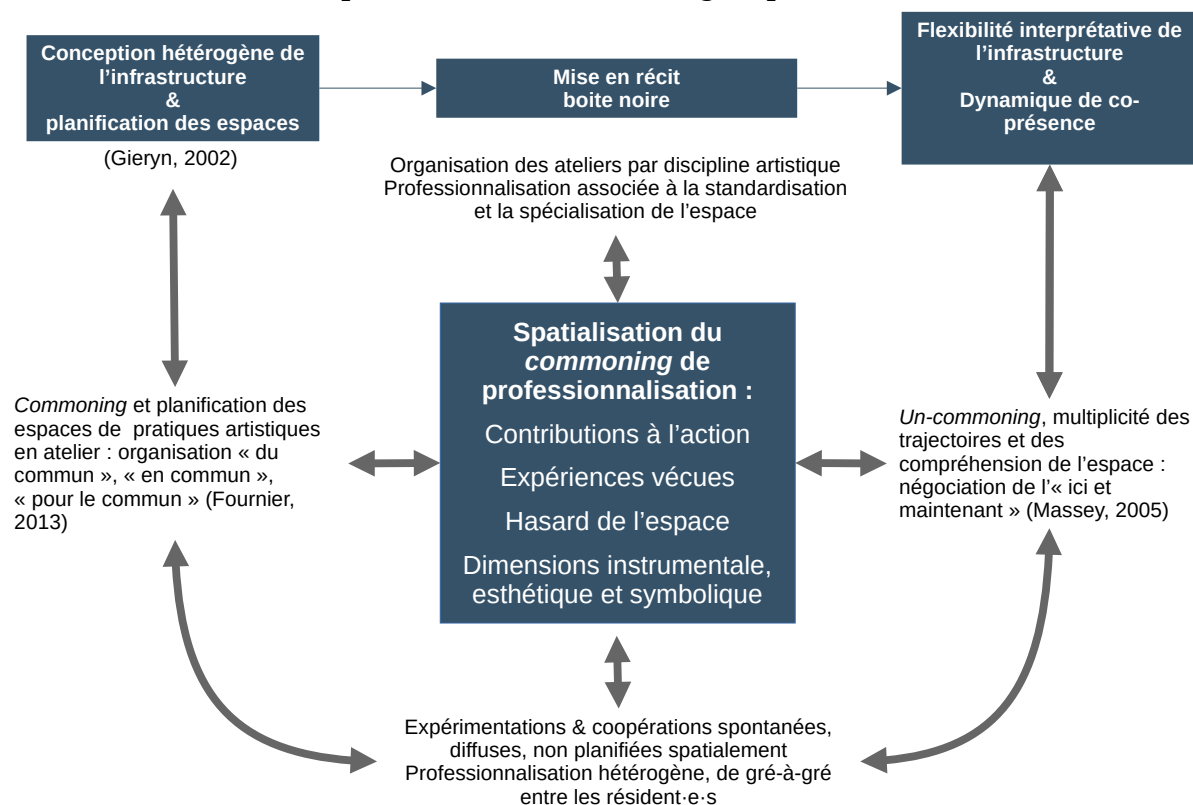 Conception hétérogène de
l'infrastructure
&
planification des espaces
(Gieryn, 2002)
Mise en récit
boite noire
Flexibilité interprétative de
l'infrastructure
&
Dynamique de co-
présence
Organisation des ateliers par discipline artistique
Professionnalisation associée à la standardisation
et la spécialisation de l'espace
Commoning et planification des
espaces de pratiques artistiques
en atelier : organisation « du
commun », « en commun »,
« pour le commun » (Fournier,
2013)
Spatialisation du
commoning de
professionnalisation :
Contributions à l'action
Expériences vécues
Hasard de l'espace
Dimensions instrumentale,
esthétique et symbolique
Un-commoning, multiplicité des
trajectoires et des
compréhension de l'espace :
négociation de l'« ici et
maintenant » (Massey, 2005)
Expérimentations & coopérations spontanées,
diffuses, non planifiées spatialement
Professionnalisation hétérogène, de gré-à-gré
entre les résident·e·s